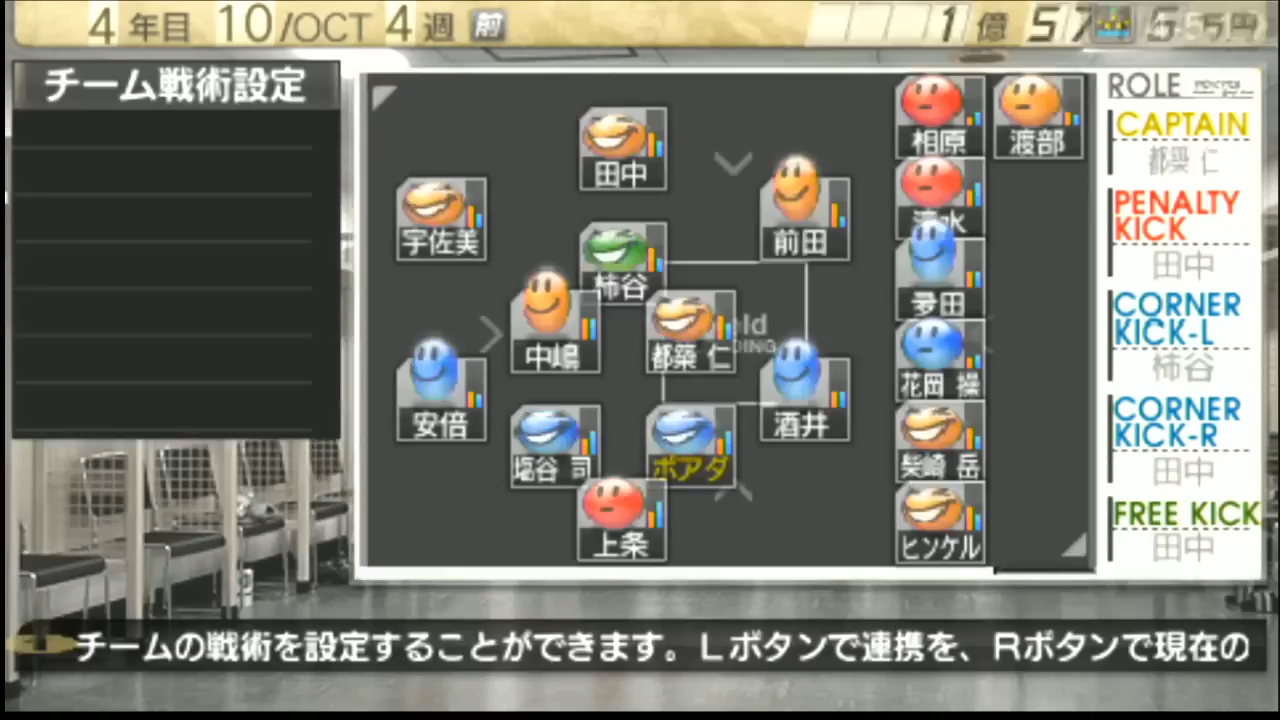 4年目 10/OCT 4週 前
1億 57
チーム戦術設定
田中
宇佐美
前田
柿谷
中嶋
都築 仁
安倍
酒井
塩谷 司
ボアダ
上条
相原
渡部
清水
花岡 操
柴崎 岳
ヒンケル
ROLE
CAPTAIN
都築 仁
PENALTY
KICK
田中
CORNER
KICK-L
柿谷
CORNER
KICK-R
田中
FREE KICK
田中
チームの戦術を設定することができます。Lボタンで連携を、Rボタンで現在の